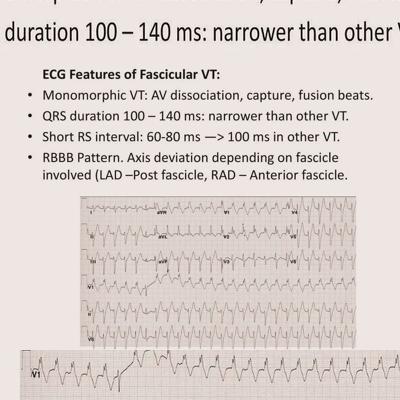 duration 100 – 140 ms: narrower than other
ECG Features of Fascicular VT:
• Monomorphic VT: AV dissociation, capture, fusion beats.
• QRS duration 100 – 140 ms: narrower than other VT.
• Short RS interval: 60-80 ms —> 100 ms in other VT.
• RBBB Pattern. Axis deviation depending on fascicle
involved (LAD –Post fascicle, RAD – Anterior fascicle.
I aVR V1 V4
II aVL V2 V5
III aVF V3 V6
V1
II
V5
V1